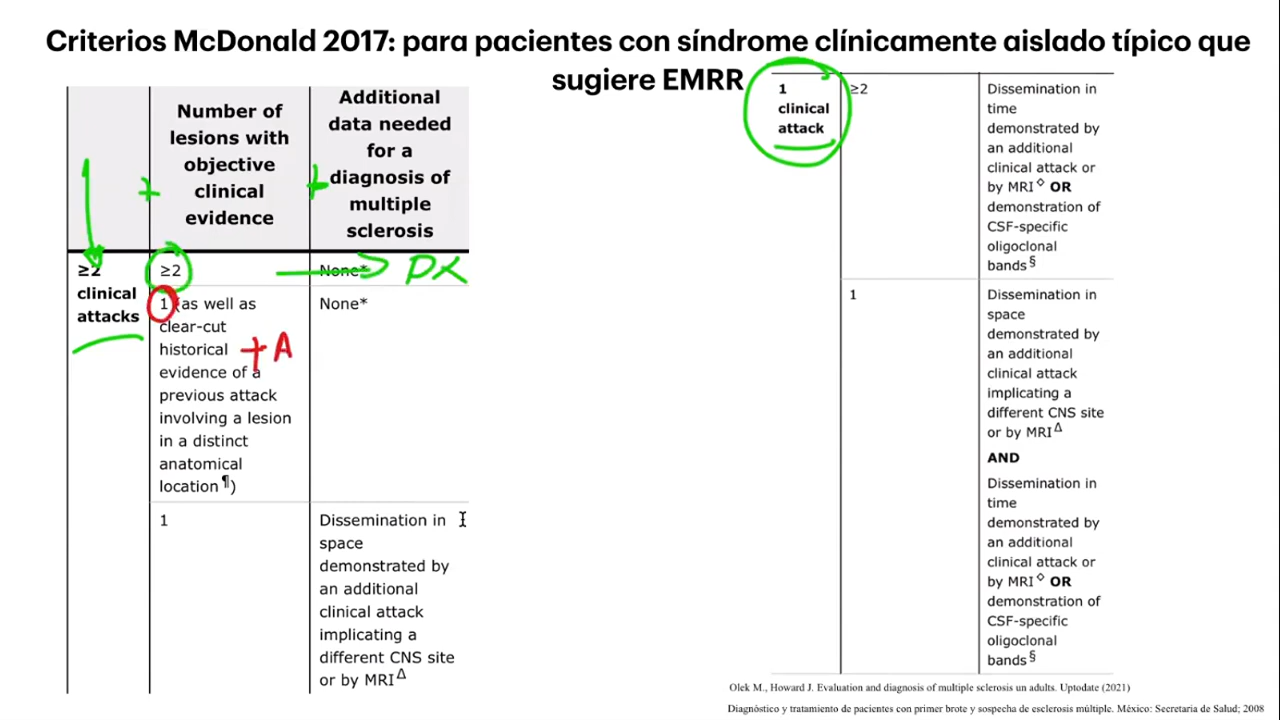 Criterios McDonald 2017: para pacientes con síndrome clínicamente aislado típico que
sugiere EMRR
Number of
lesions with
objective
clinical
evidence
Additional
data needed
for a
diagnosis of
multiple
sclerosis
+
+
≥2
clinical
attacks
≥2
None*
DX
1 (as well as
clear-cut
historical
evidence of a
previous attack
involving a lesion
in a distinct
anatomical
location¶)
+A
None*
1
Dissemination in
space
demonstrated by
an additional
clinical attack
implicating a
different CNS site
or by MRIΔ
1
clinical
attack
≥2
Dissemination in
time
demonstrated by
an additional
clinical attack or
by MRI◇ OR
demonstration of
CSF-specific
oligoclonal
bands§
1
Dissemination in
space
demonstrated by
an additional
clinical attack
implicating a
different CNS site
or by MRIΔ
AND
Dissemination in
time
demonstrated by
an additional
clinical attack or
by MRI◇ OR
demonstration of
CSF-specific
oligoclonal
bands§
Olek M., Howard J. Evaluation and diagnosis of multiple sclerosis un adults. Uptodate (2021)
Diagnóstico y tratamiento de pacientes con primer brote y sospecha de esclerosis múltiple. México: Secretaria de Salud; 2008